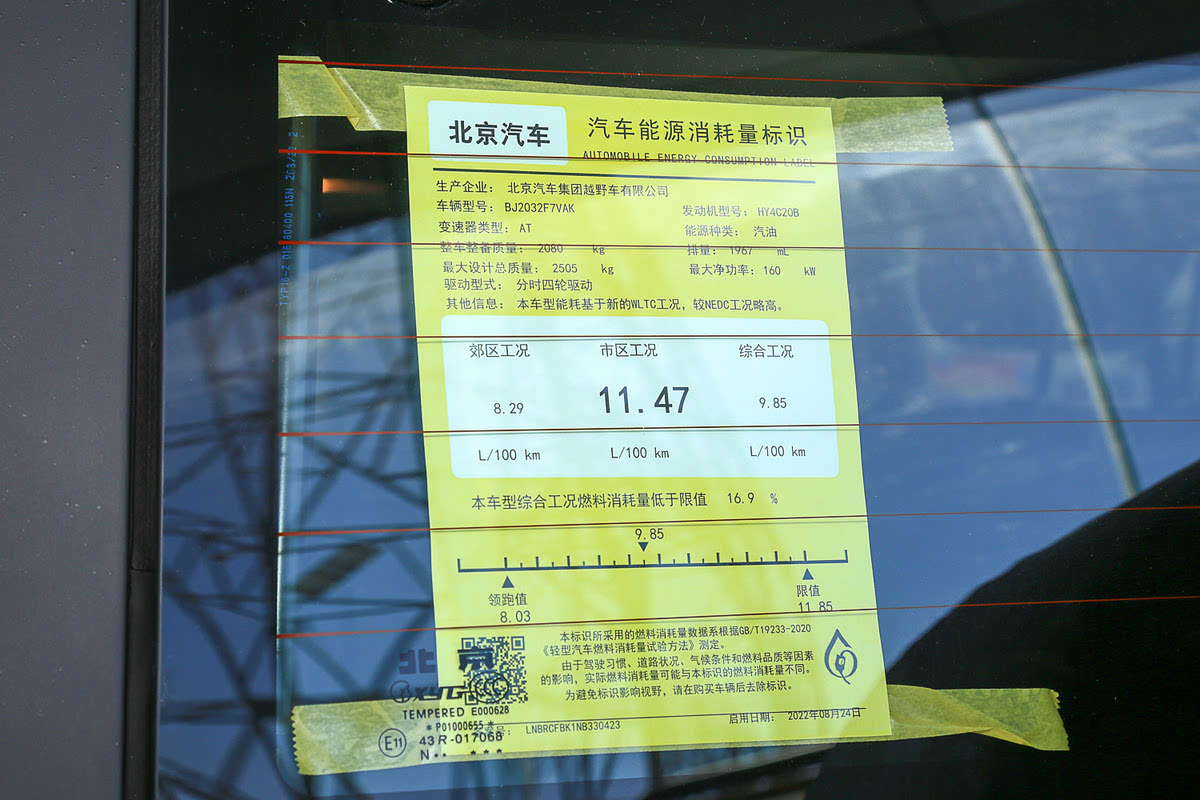 北京汽车
汽车能源消耗量标识
AUTOMOBILE ENERGY CONSUMPTION LABEL
生产企业： 北京汽车集团越野车有限公司
车辆型号： BJ2032F7VAK 发动机型号： HY4C20B
变速器类型： AT 能源种类： 汽油
整车整备质量： 2080 kg 排量： 1967 mL
最大设计总质量： 2505 kg 最大净功率： 160 kW
驱动型式： 分时四轮驱动
其他信息： 本车型能耗基于新的WLTC工况，较NEDC工况略高。
郊区工况 市区工况 综合工况
8.29 11.47 9.85
L/100 km L/100 km L/100 km
本车型综合工况燃料消耗量低于限值 16.9 %
9.85
领跑值 限值
8.03 11.85
本标识所采用的燃料消耗量数据系根据GB/T19233-2020
《轻型汽车燃料消耗量试验方法》测定。
由于驾驶习惯、道路状况、气候条件和燃料品质等因素
的影响，实际燃料消耗量可能与本标识的燃料消耗量不同。
为避免标识影响视野，请在购买车辆后去除标识。
LNBRCFBK1NB330423 启用日期： 2022年08月24日
北京
XYG
TEMPERED E000628
*P01000655*
E11 43R-017068
N•• ***